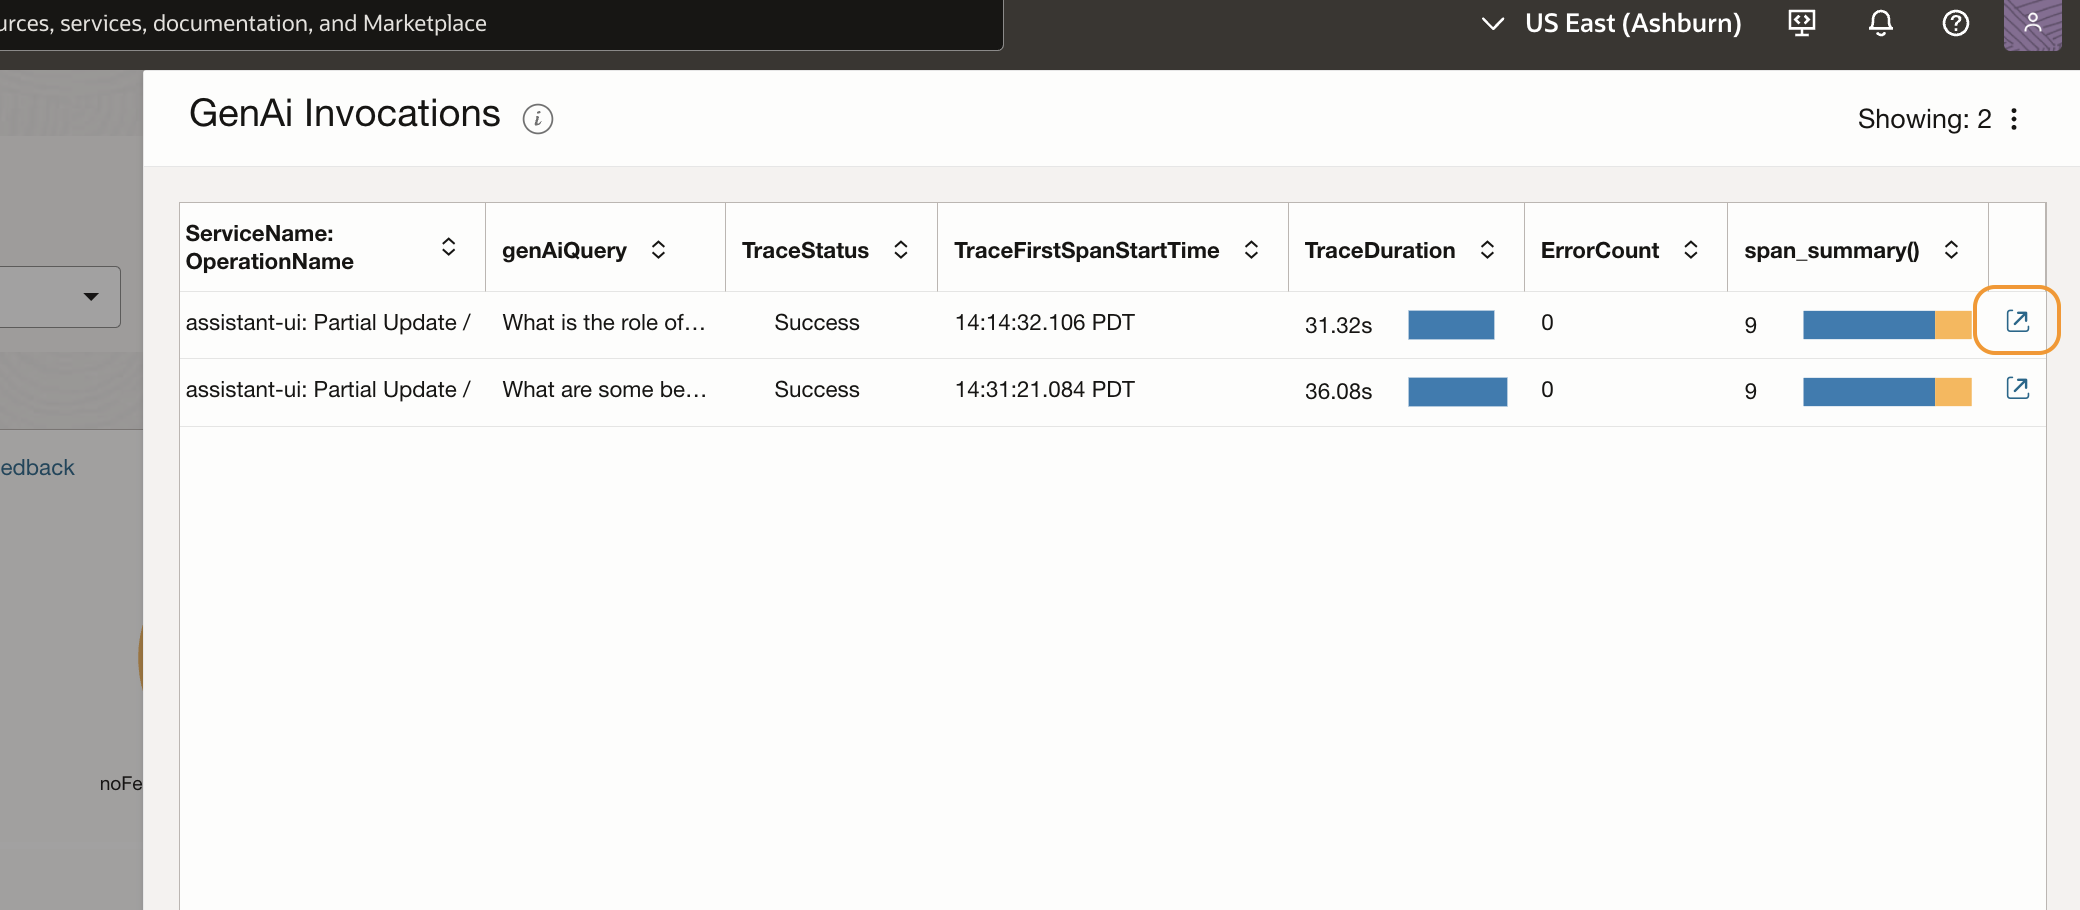 urces, services, documentation, and Marketplace
US East (Ashburn)
GenAi Invocations
Showing: 2
ServiceName:
OperationName
genAiQuery
TraceStatus
TraceFirstSpanStartTime
TraceDuration
ErrorCount
span_summary()
assistant-ui: Partial Update / What is the role of... Success 14:14:32.106 PDT 31.32s 0 9
assistant-ui: Partial Update / What are some be... Success 14:31:21.084 PDT 36.08s 0 9
edback
noFe